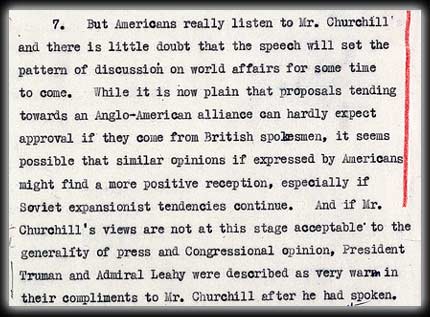 7. But Americans really listen to Mr. Churchill'
and there is little doubt that the speech will set the
pattern of discussion on world affairs for some time
to come. While it is now plain that proposals tending
towards an Anglo-American alliance can hardly expect
approval if they come from British spokesmen, it seems
possible that similar opinions if expressed by Americans
might find a more positive reception, especially if
Soviet expansionist tendencies continue. And if Mr.
Churchill's views are not at this stage acceptable to the
generality of press and Congressional opinion, President
Truman and Admiral Leahy were described as very warm in
their compliments to Mr. Churchill after he had spoken.